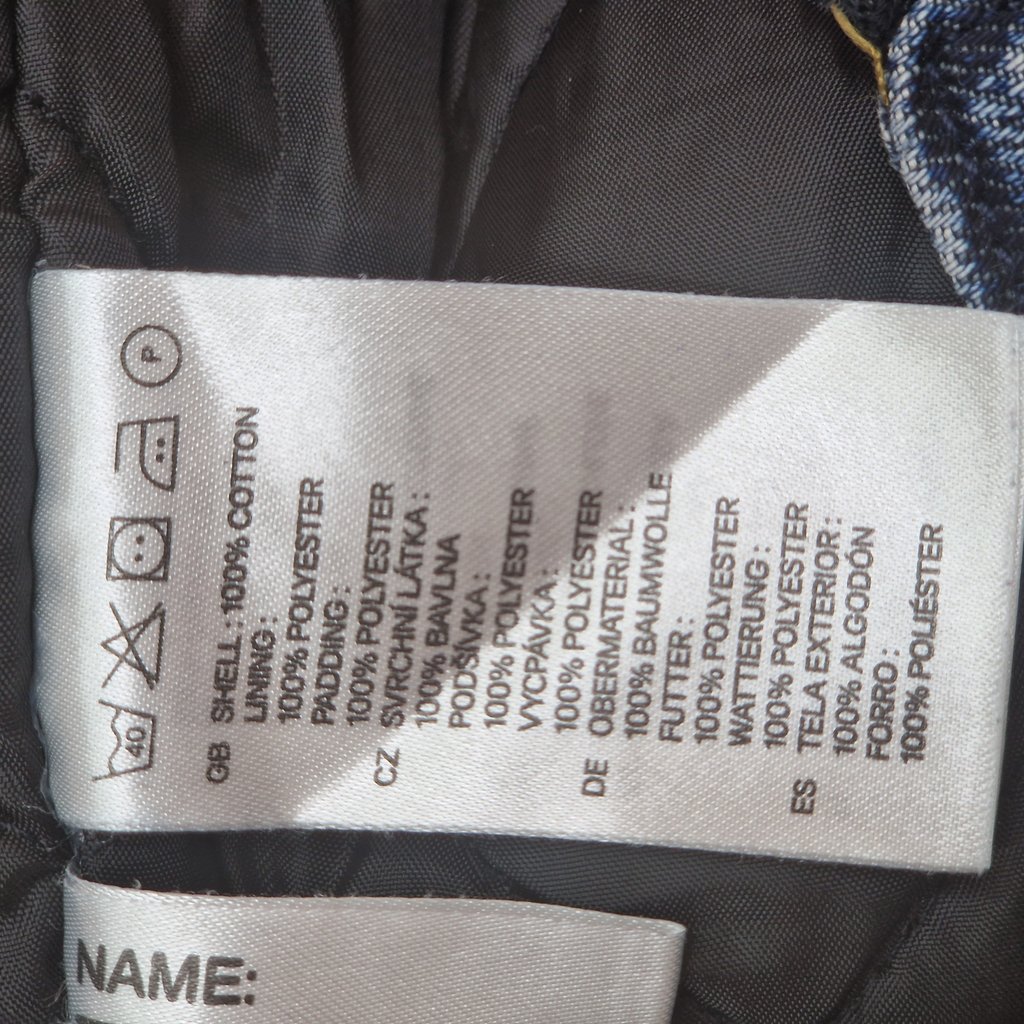 40
P
GB SHELL : 100% COTTON
LINING :
100% POLYESTER
PADDING :
100% POLYESTER
CZ SVRCHNÍ LÁTKA :
100% BAVLNA
PODŠÍVKA :
100% POLYESTER
VYCPÁVKA :
100% POLYESTER
DE OBERMATERIAL :
100% BAUMWOLLE
FUTTER :
100% POLYESTER
WATTIERUNG :
100% POLYESTER
ES TELA EXTERIOR :
100% ALGODÓN
FORRO :
100% POLIÉSTER
NAME: